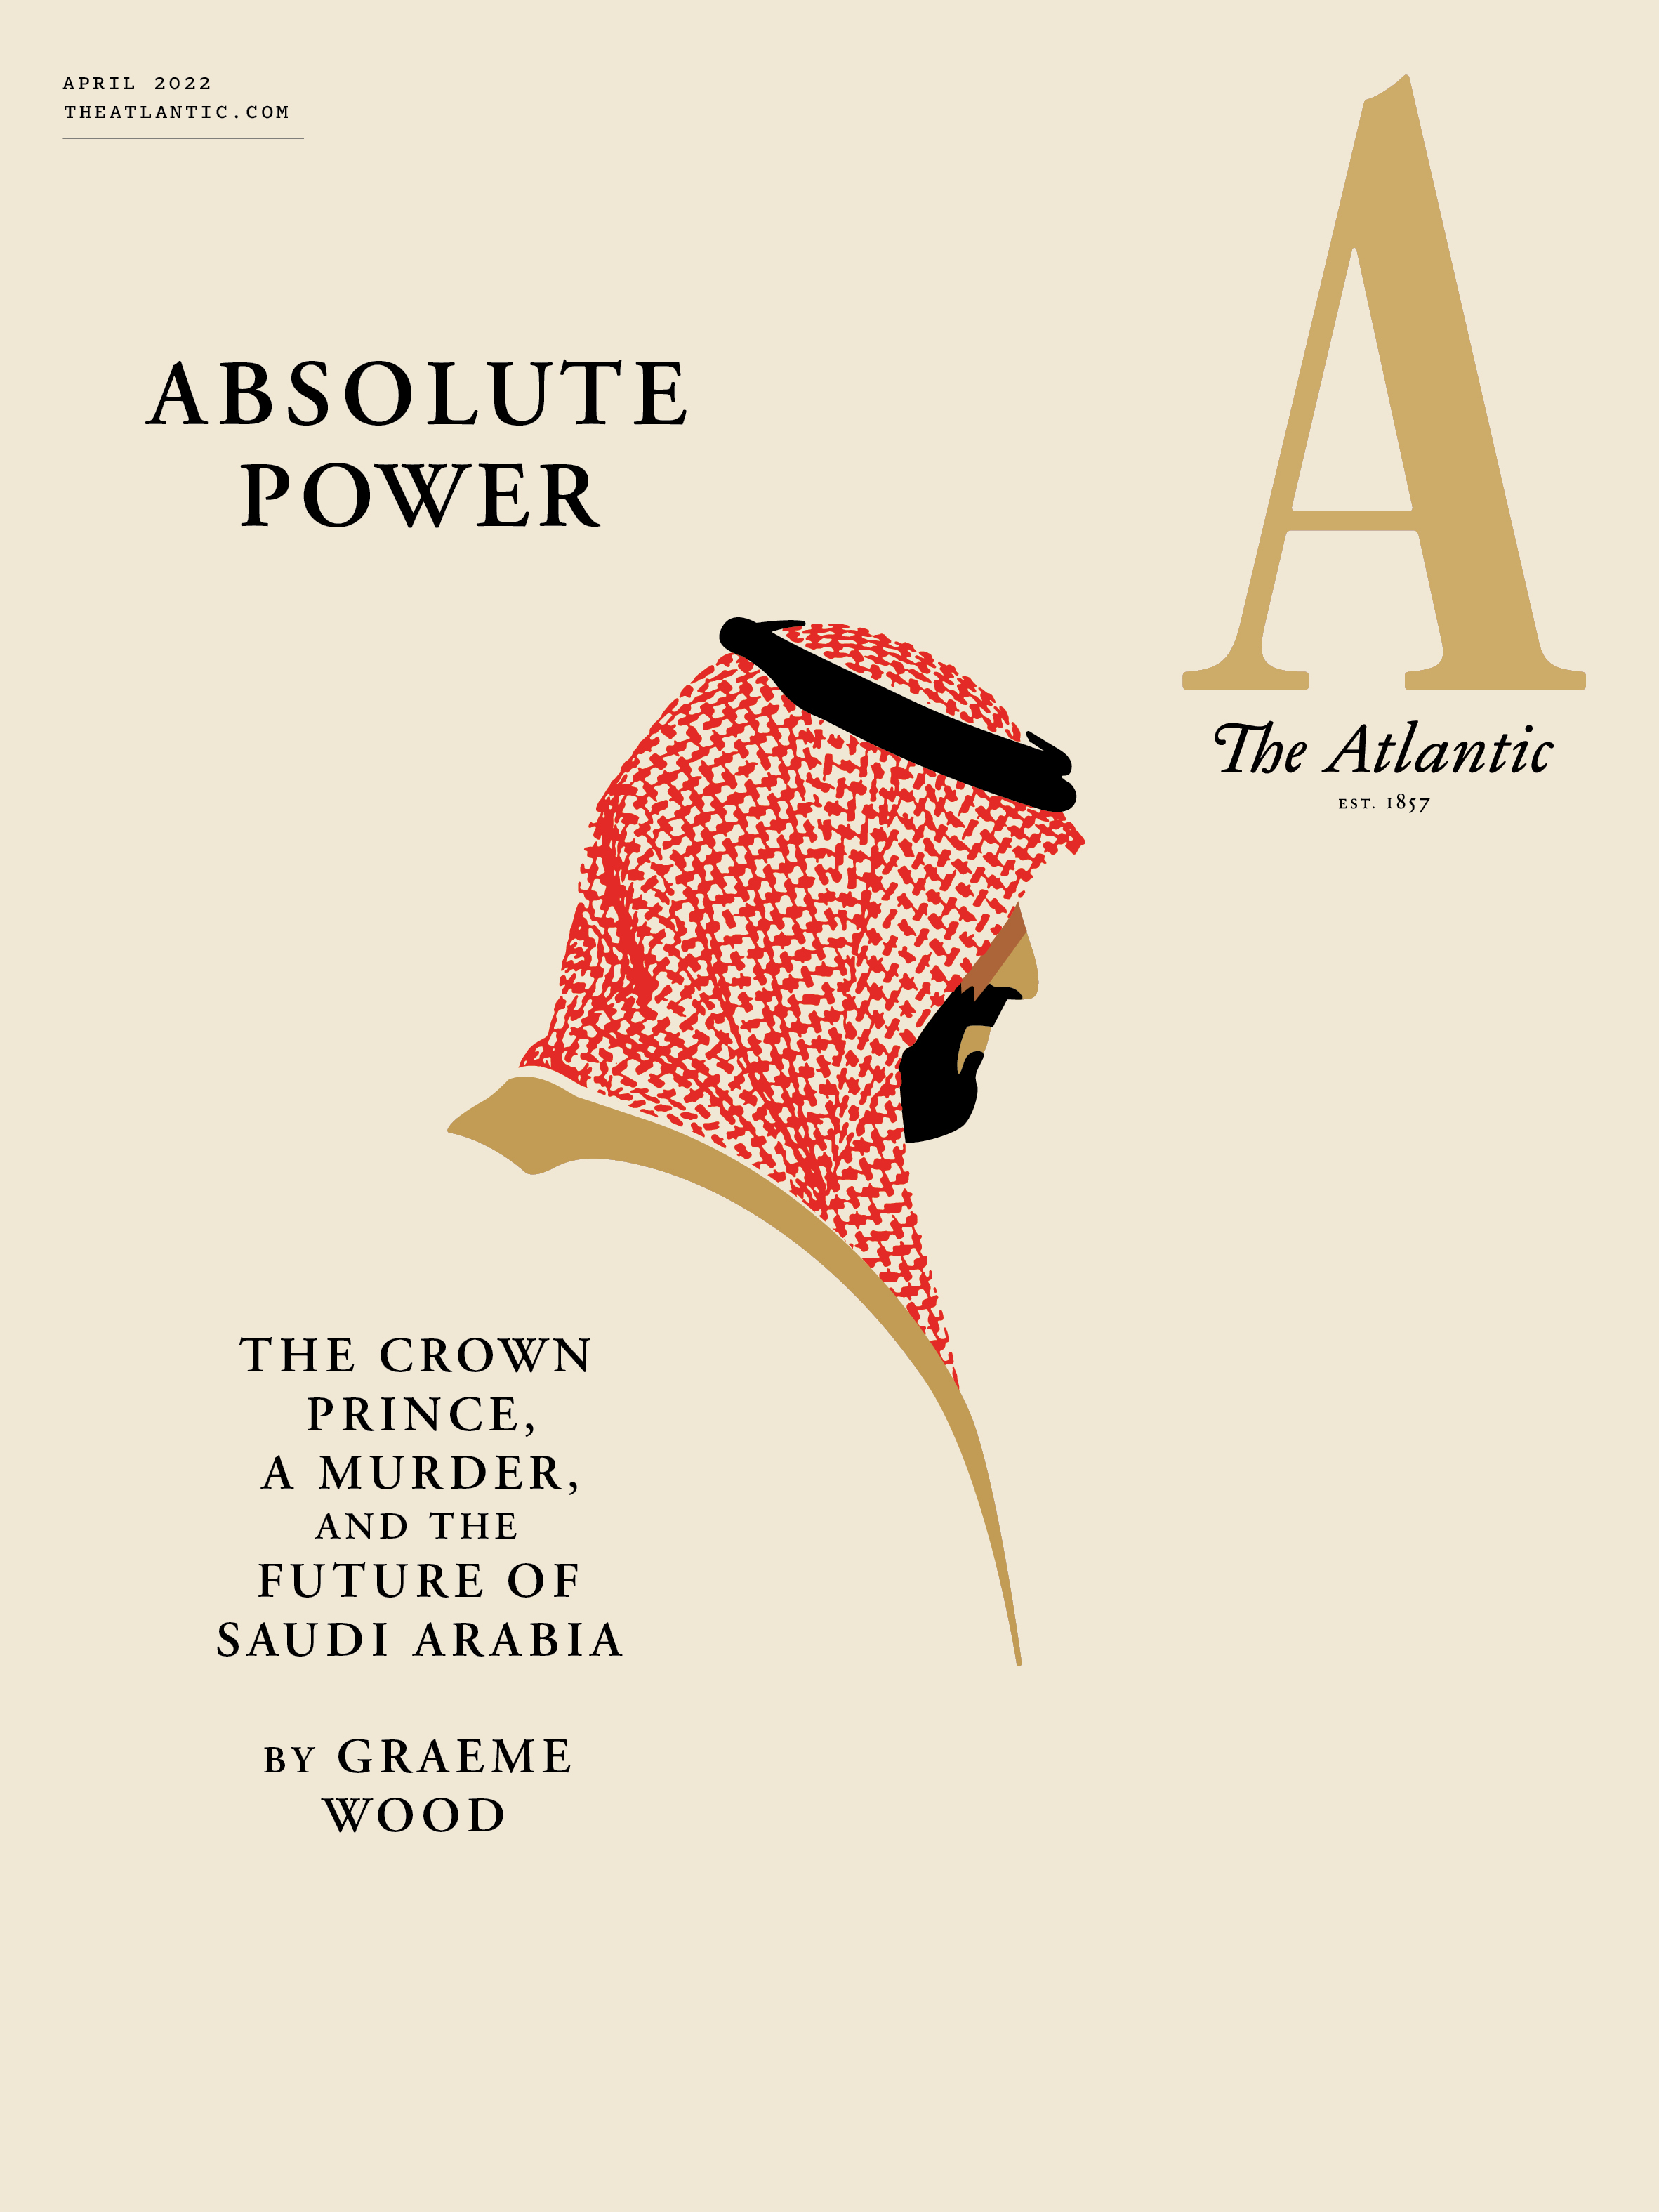 APRIL 2022
THEATLANTIC.COM
A
The Atlantic
EST. 1857
ABSOLUTE
POWER
THE CROWN
PRINCE,
A MURDER,
AND THE
FUTURE OF
SAUDI ARABIA
BY GRAEME
WOOD